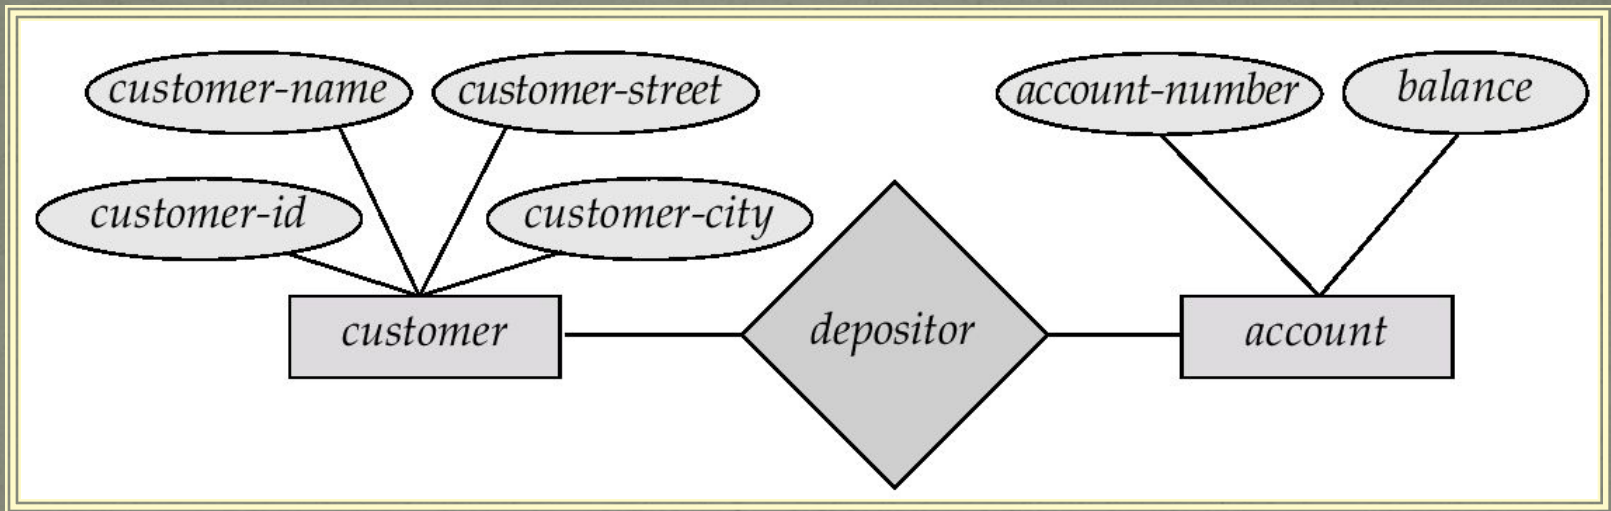 customer-name
customer-street
account-number
balance
customer-id
customer-city
customer
depositor
account